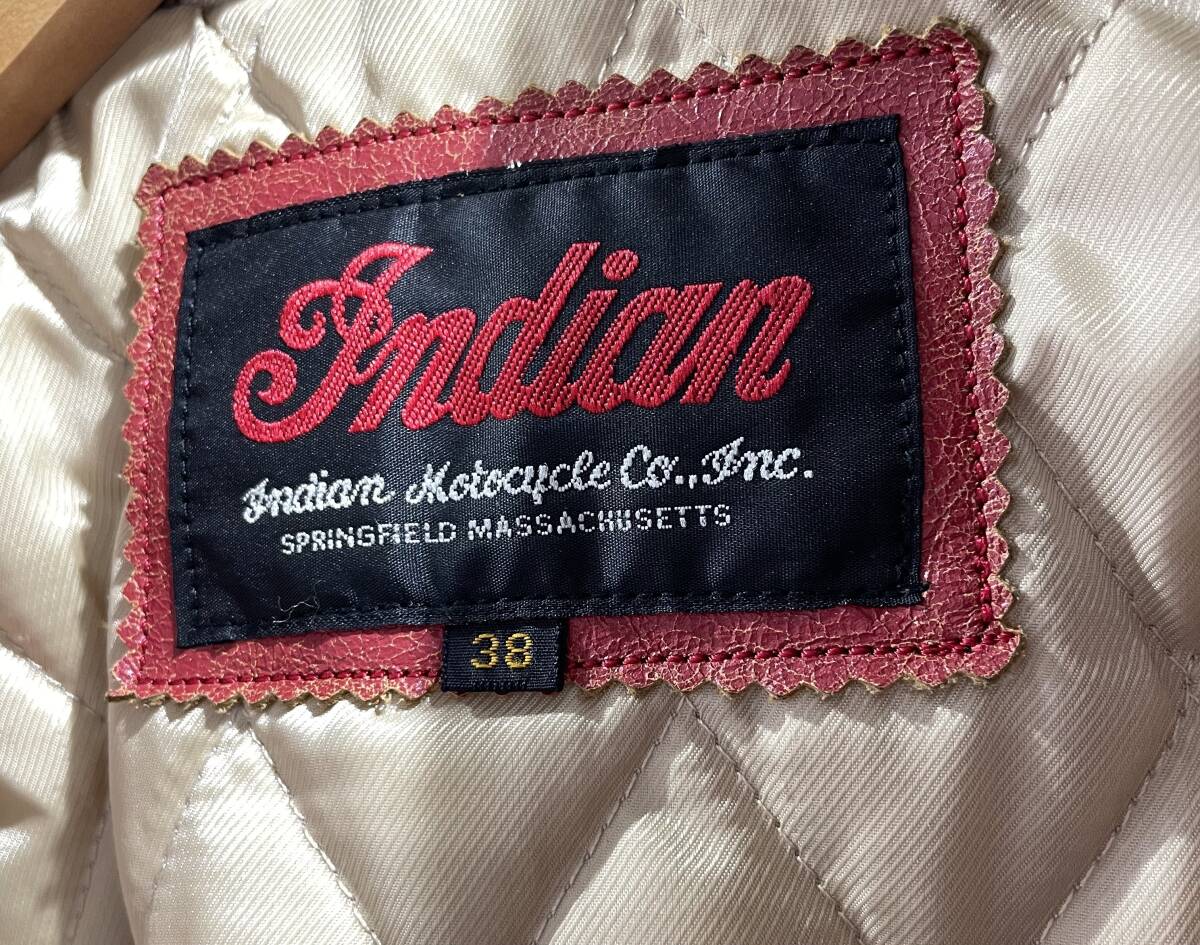 Indian
Indian Motocycle Co., Inc.
SPRINGFIELD MASSACHUSETTS
38